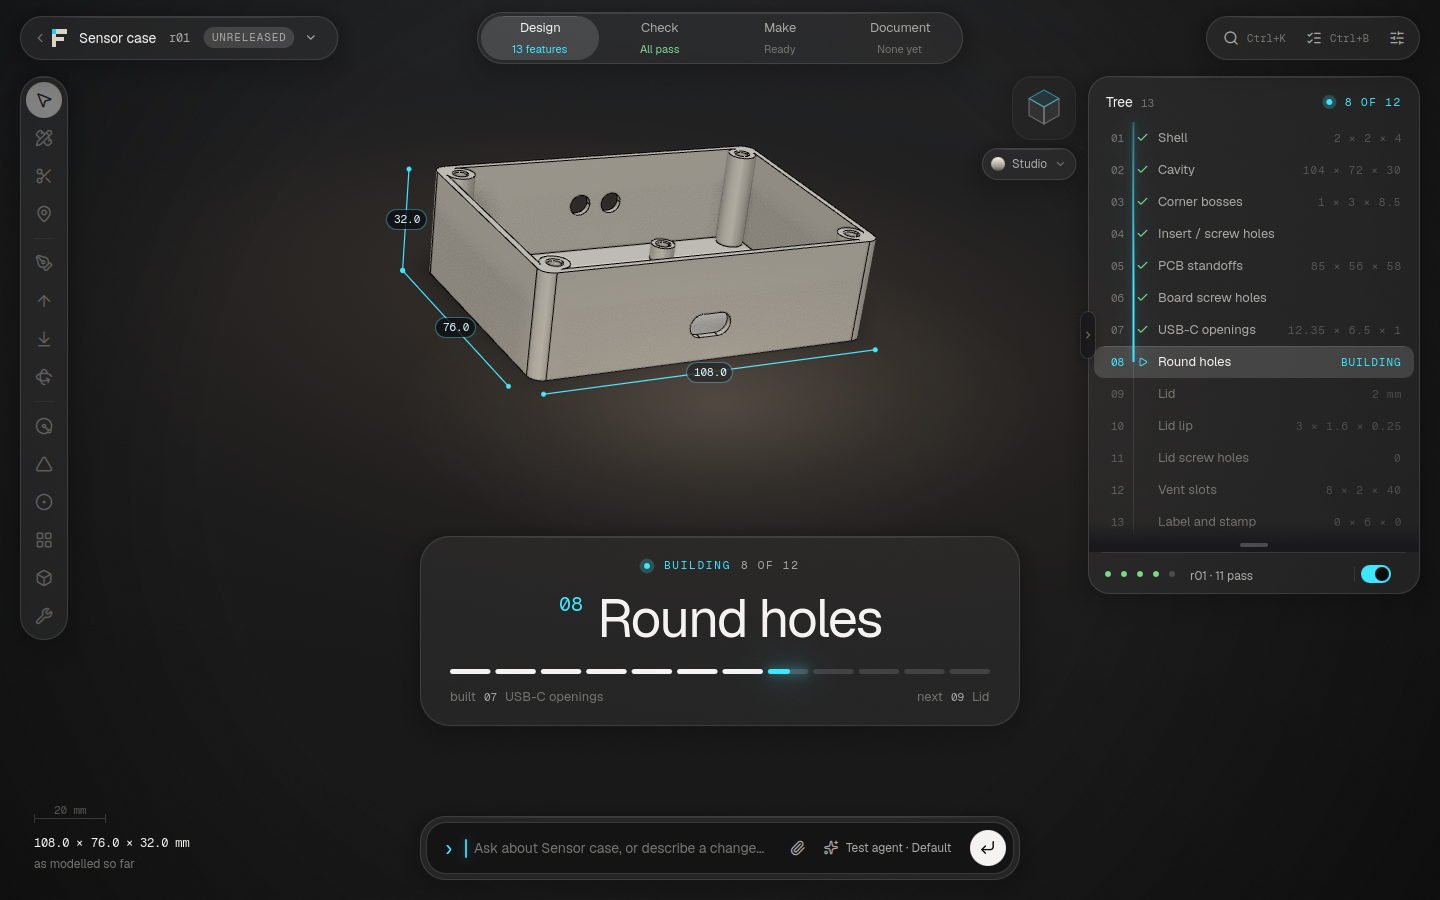 Sensor case r01 UNRELEASED
Design
13 features
Check
All pass
Make
Ready
Document
None yet
Ctrl+K Ctrl+B
Studio
Tree 13 8 OF 12
01 Shell 2 × 2 × 4
02 Cavity 104 × 72 × 30
03 Corner bosses 1 × 3 × 8.5
04 Insert / screw holes
05 PCB standoffs 85 × 56 × 58
06 Board screw holes
07 USB-C openings 12.35 × 6.5 × 1
08 Round holes BUILDING
09 Lid 2 mm
10 Lid lip 3 × 1.6 × 0.25
11 Lid screw holes 0
12 Vent slots 8 × 2 × 40
13 Label and stamp 0 × 6 × 0
r01 · 11 pass
32.0
76.0
108.0
BUILDING 8 OF 12
08 Round holes
built 07 USB-C openings next 09 Lid
20 mm
108.0 × 76.0 × 32.0 mm
as modelled so far
Ask about Sensor case, or describe a change… Test agent · Default